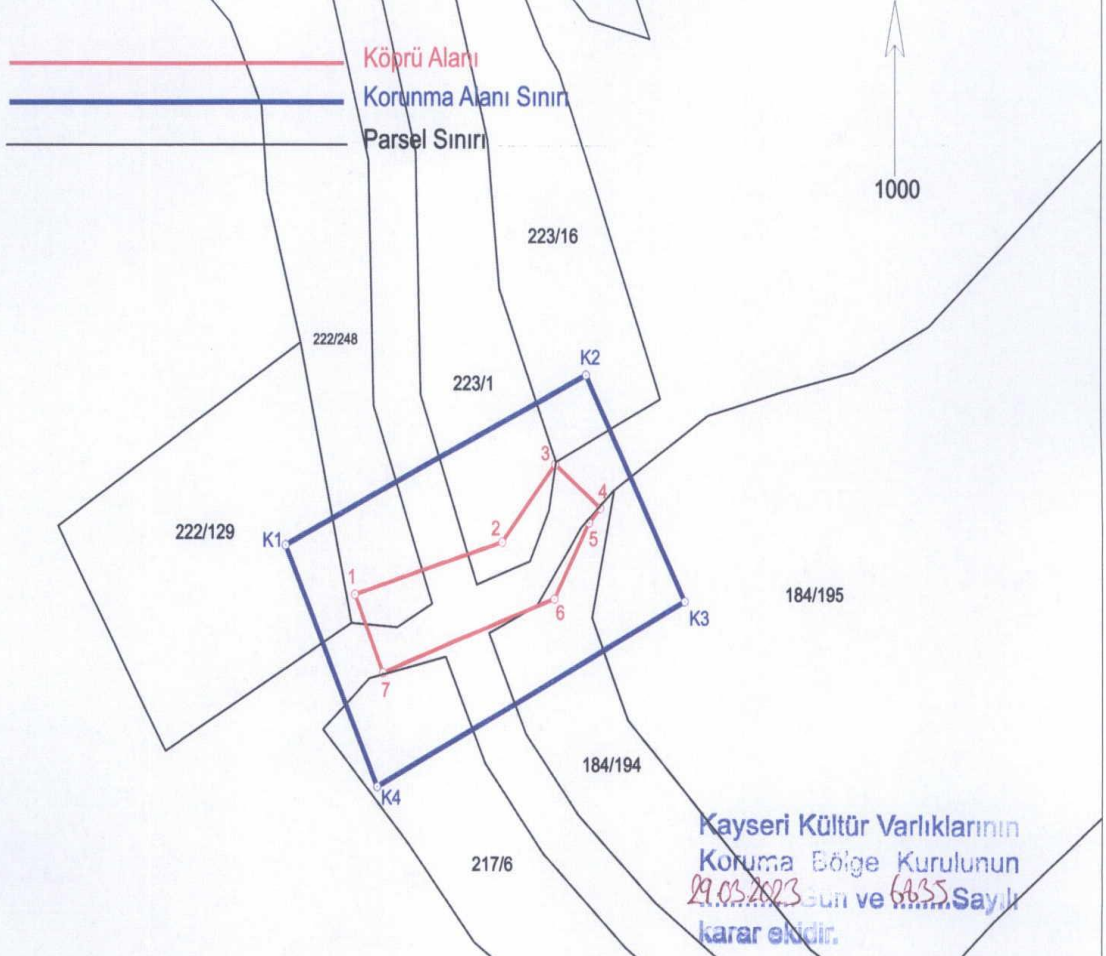 Köprü Alanı
Korunma Alanı Sınırı
Parsel Sınırı
1000
223/16
222/248
K2
223/1
3
4
222/129
K1
2
5
1
6
184/195
K3
7
184/194
K4
217/6
Kayseri Kültür Varlıklarının
Koruma Bölge Kurulunun
29.03.2023 Gün ve 6835 Sayılı
karar ekidir.